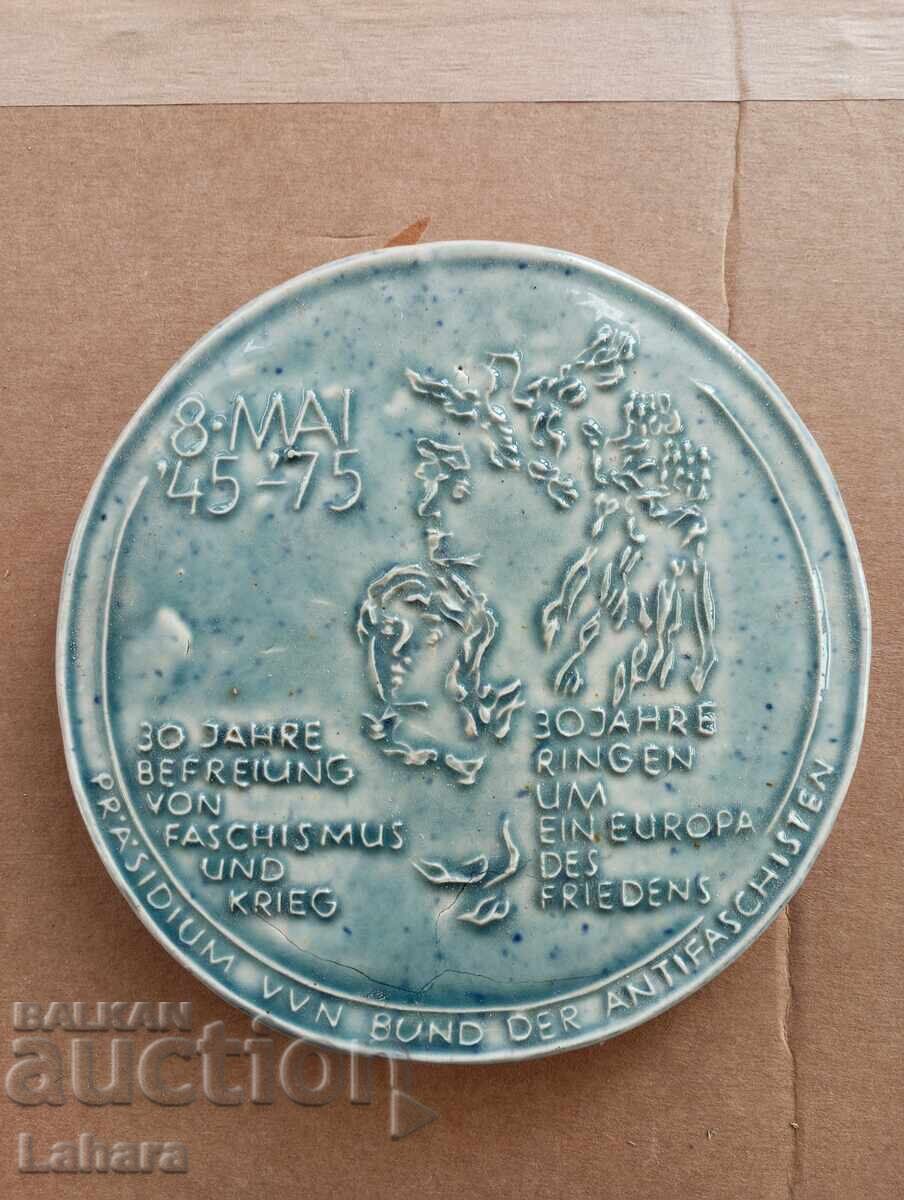 8·MAI
'45-'75
30 JAHRE
BEFREIUNG
VON
FASCHISMUS
UND
KRIEG
30 JAHRE
RINGEN
UM
EIN EUROPA
DES
FRIEDENS
PRÄSIDIUM VVN BUND DER ANTIFASCHISTEN
BALKAN
auction
Lahara